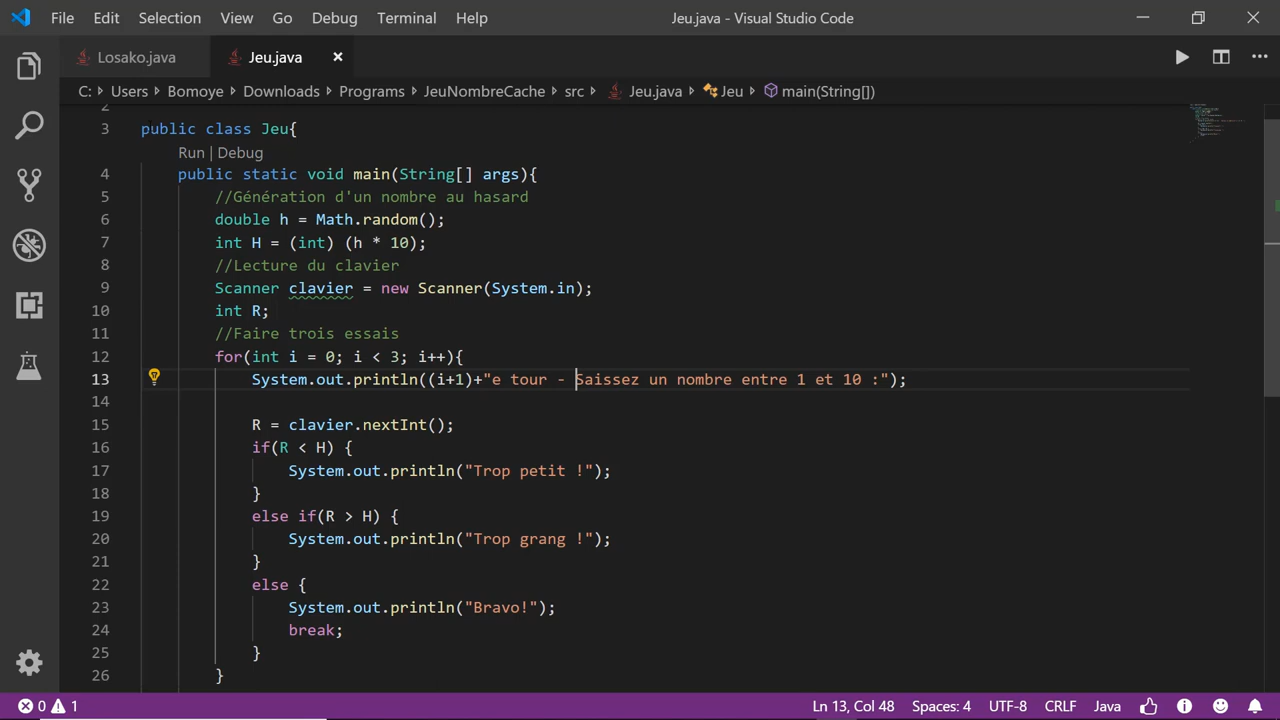 File Edit Selection View Go Debug Terminal Help Jeu.java - Visual Studio Code
Losako.java Jeu.java
C: Users Bomoye Downloads Programs JeuNombreCache src Jeu.java Jeu main(String[])
2
3 public class Jeu{
Run | Debug
4 public static void main(String[] args){
5 //Génération d'un nombre au hasard
6 double h = Math.random();
7 int H = (int) (h * 10);
8 //Lecture du clavier
9 Scanner clavier = new Scanner(System.in);
10 int R;
11 //Faire trois essais
12 for(int i = 0; i < 3; i++){
13 System.out.println((i+1)+"e tour - Saissez un nombre entre 1 et 10 :");
14
15 R = clavier.nextInt();
16 if(R < H) {
17 System.out.println("Trop petit !");
18 }
19 else if(R > H) {
20 System.out.println("Trop grang !");
21 }
22 else {
23 System.out.println("Bravo!");
24 break;
25 }
26 }
0 1 Ln 13, Col 48 Spaces: 4 UTF-8 CRLF Java